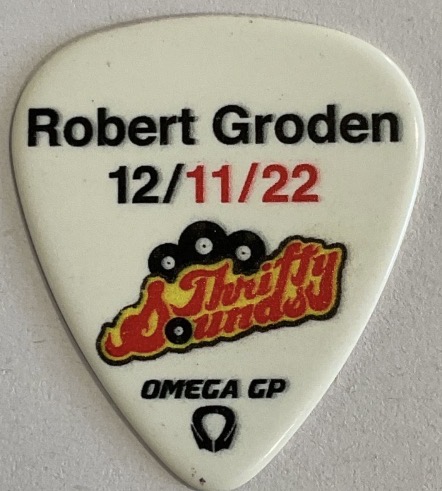 Robert Groden
12/11/22
Thrifty
Sounds
OMEGA GP